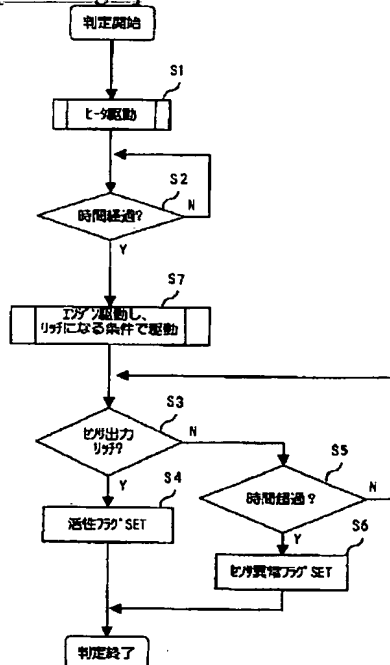 判定開始
S1
ヒータ駆動
S2
時間経過?
N
Y
S7
エンジン駆動し、
リッチになる条件で駆動
S3
センサ出力
リッチ?
N
Y
S4
活性フラグSET
S5
時間超過?
N
Y
S6
センサ異常フラグSET
判定終了